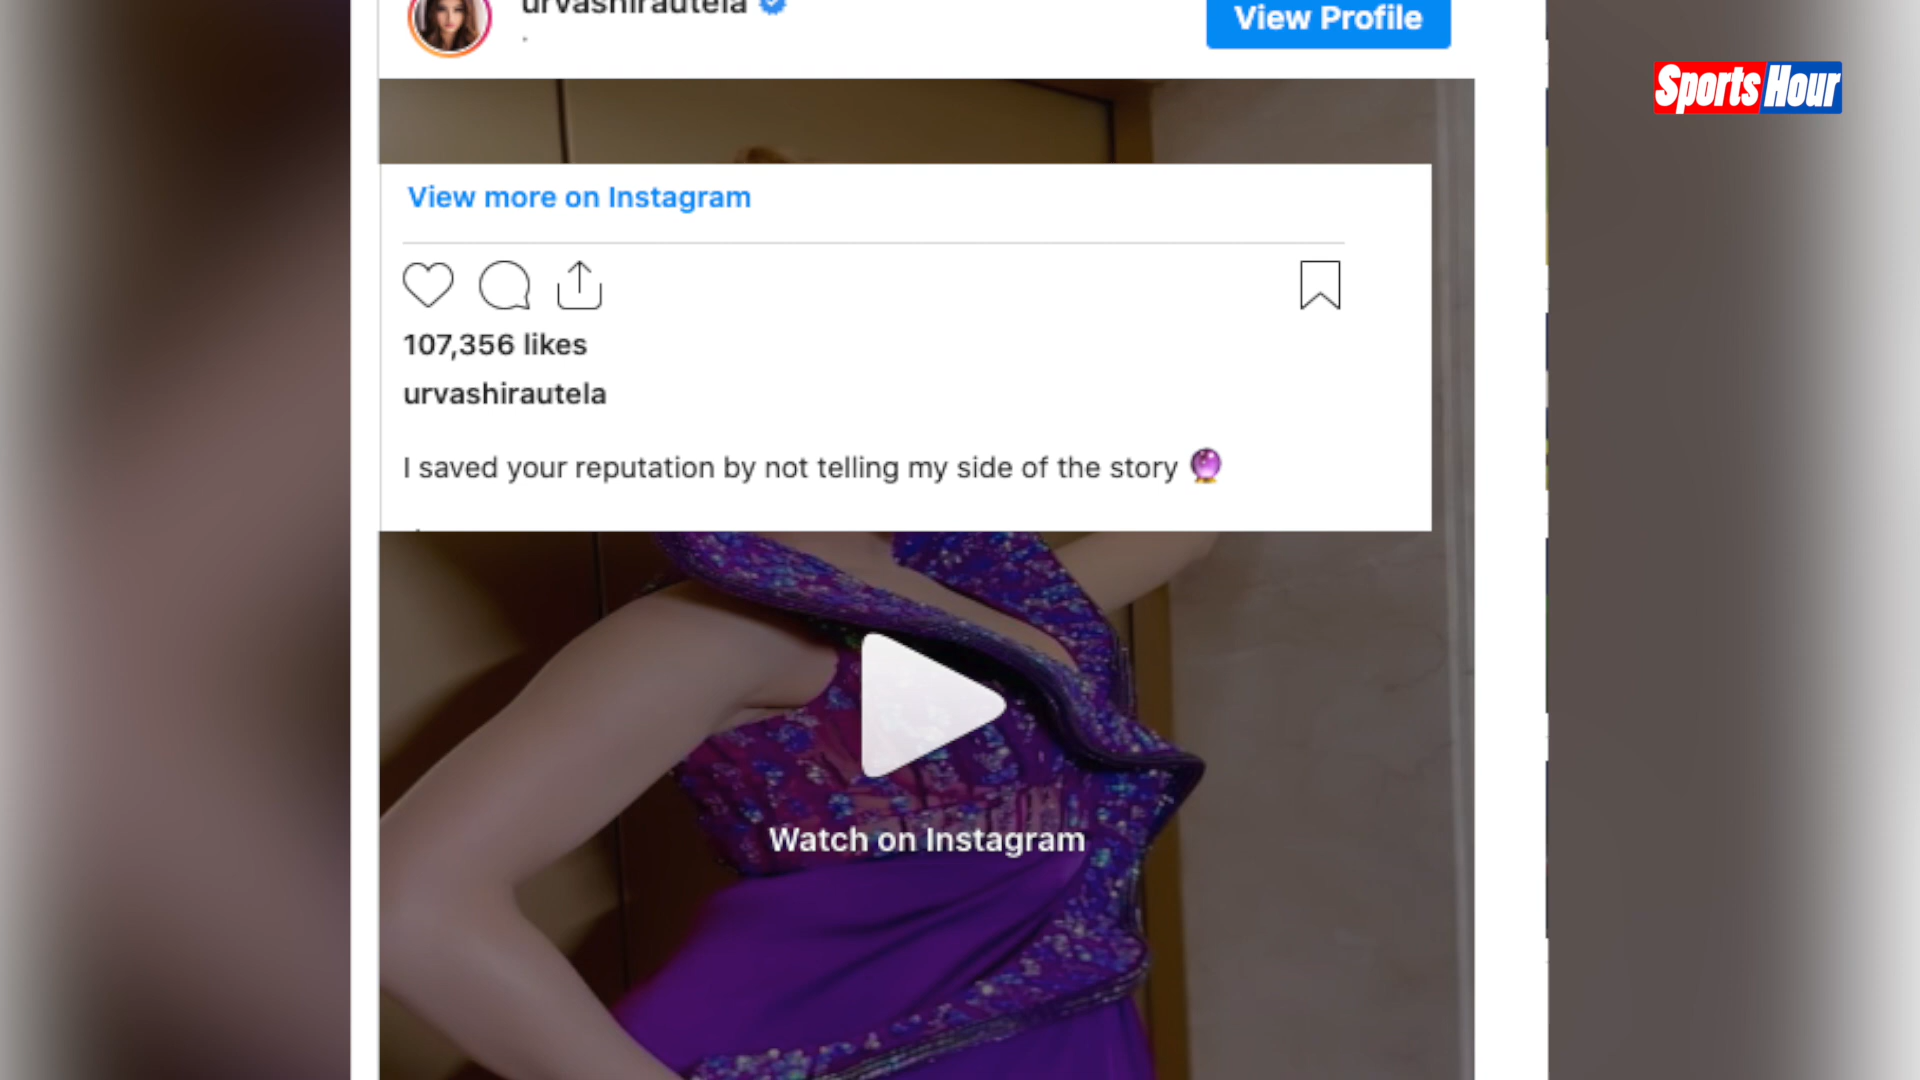 urvashirautela
View Profile
Sports Hour
View more on Instagram
107,356 likes
urvashirautela
I saved your reputation by not telling my side of the story 🔮
Watch on Instagram